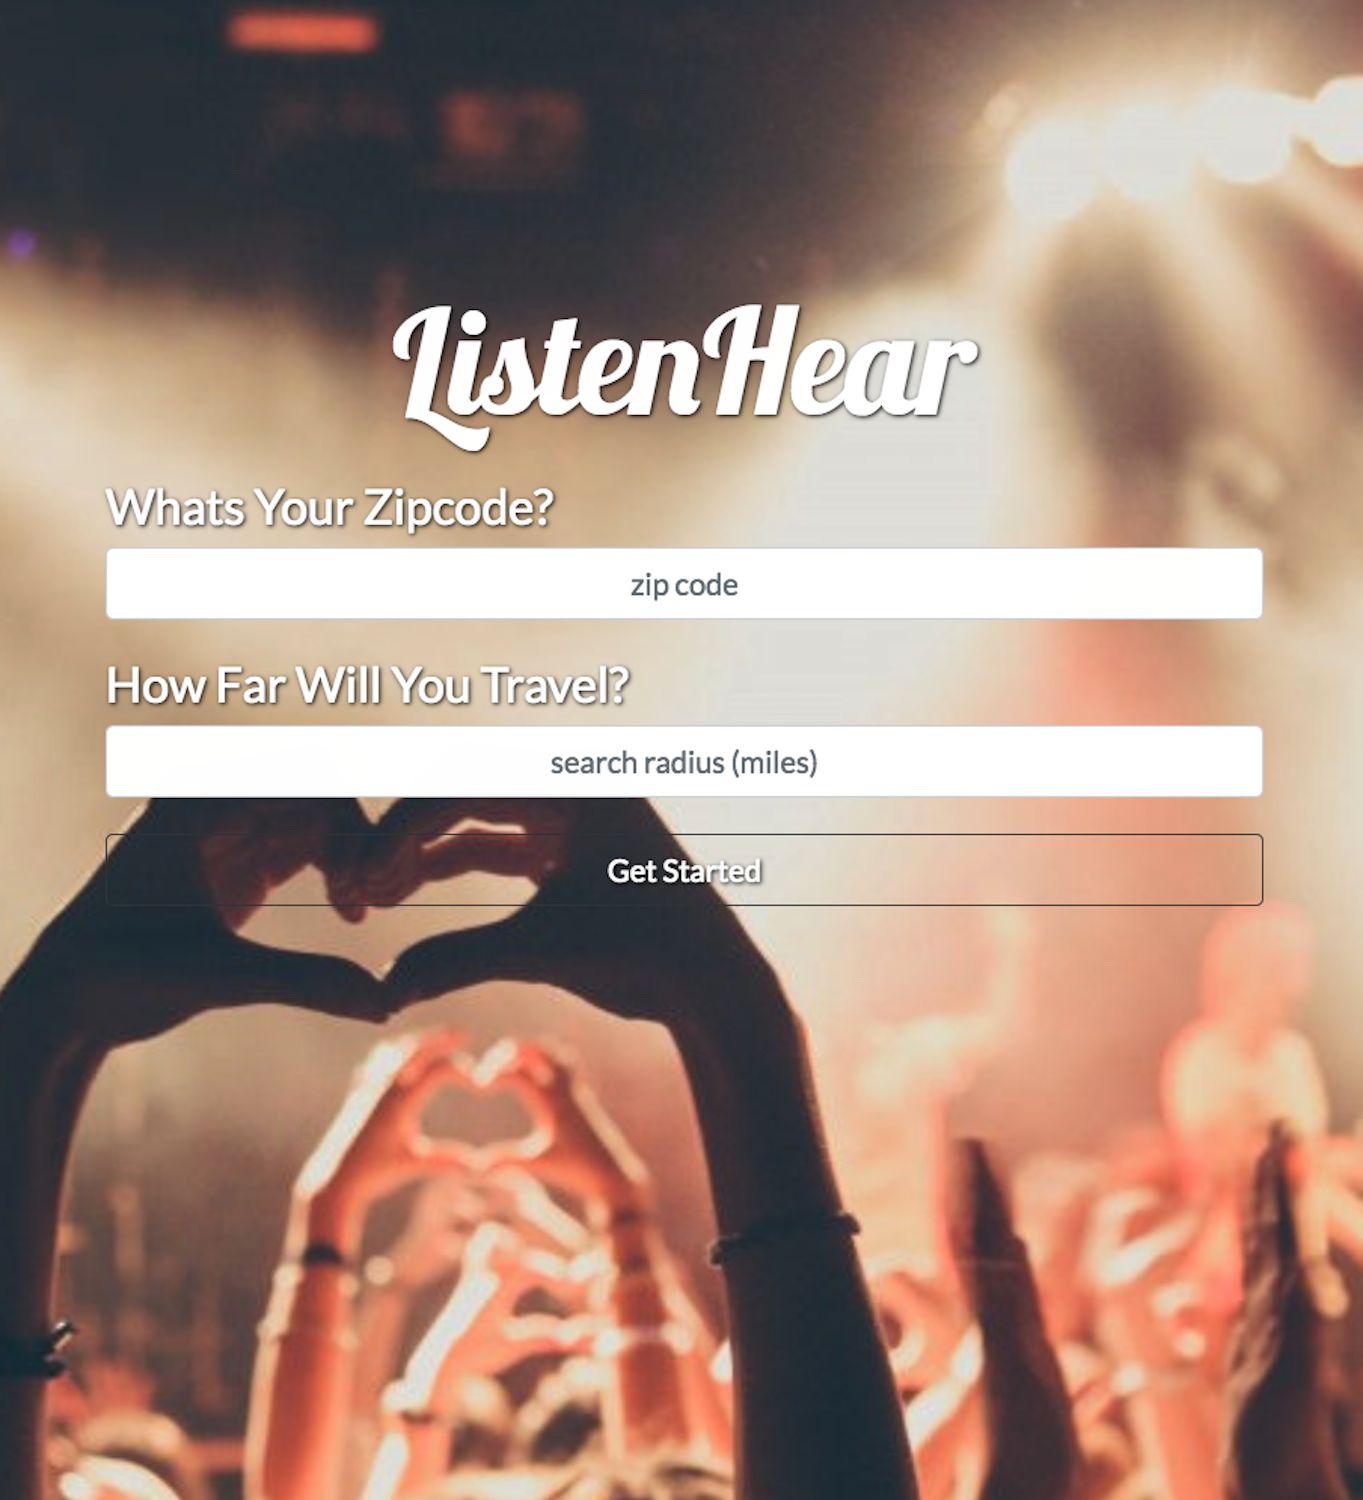 ListenHear
Whats Your Zipcode?
zip code
How Far Will You Travel?
search radius (miles)
Get Started